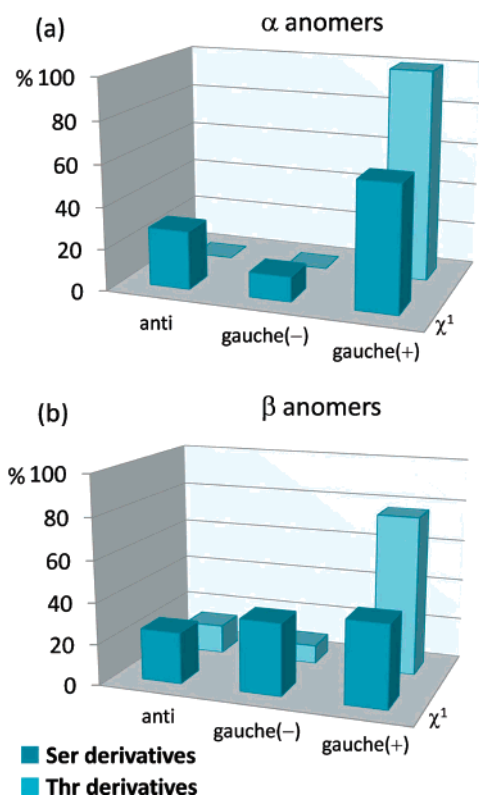 (a)
α anomers
% 100
80
60
40
20
0
anti
gauche(−)
gauche(+)
χ¹
(b)
β anomers
% 100
80
60
40
20
0
anti
gauche(−)
gauche(+)
χ¹
Ser derivatives
Thr derivatives